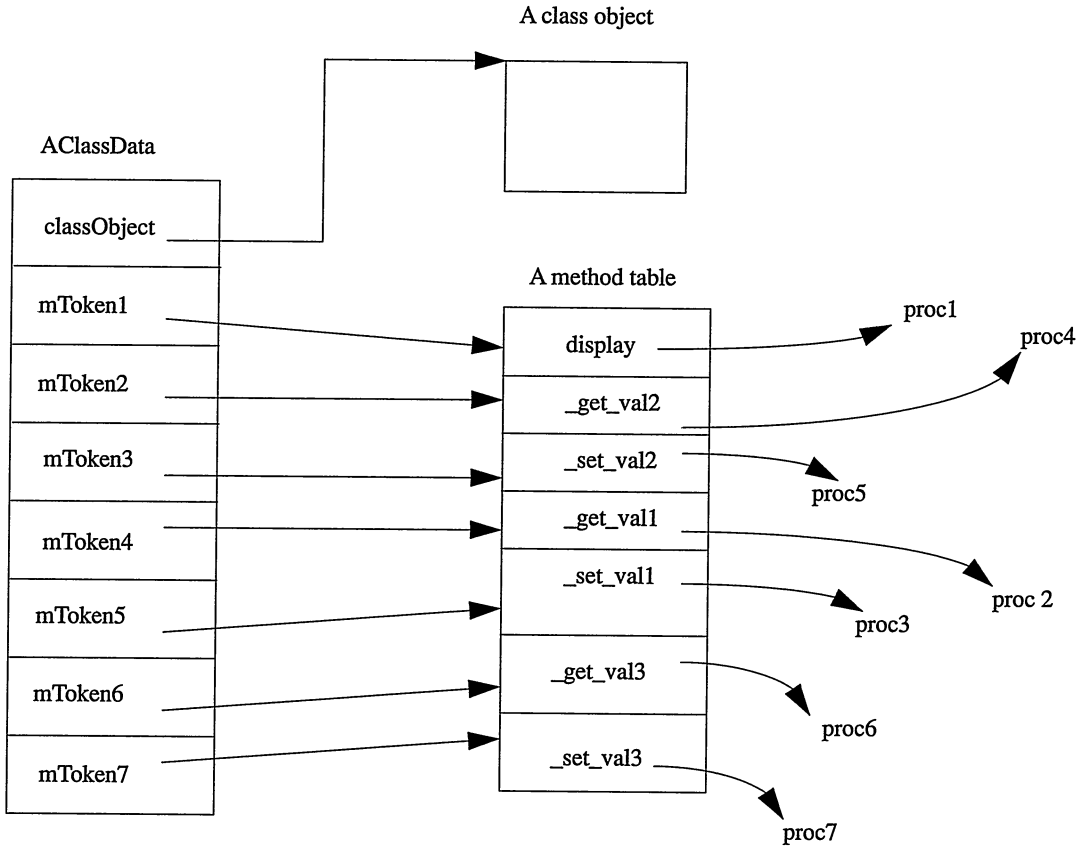 A class object
AClassData
classObject
mToken1
mToken2
mToken3
mToken4
mToken5
mToken6
mToken7
A method table
display
_get_val2
_set_val2
_get_val1
_set_val1
_get_val3
_set_val3
proc1
proc4
proc5
proc 2
proc3
proc6
proc7